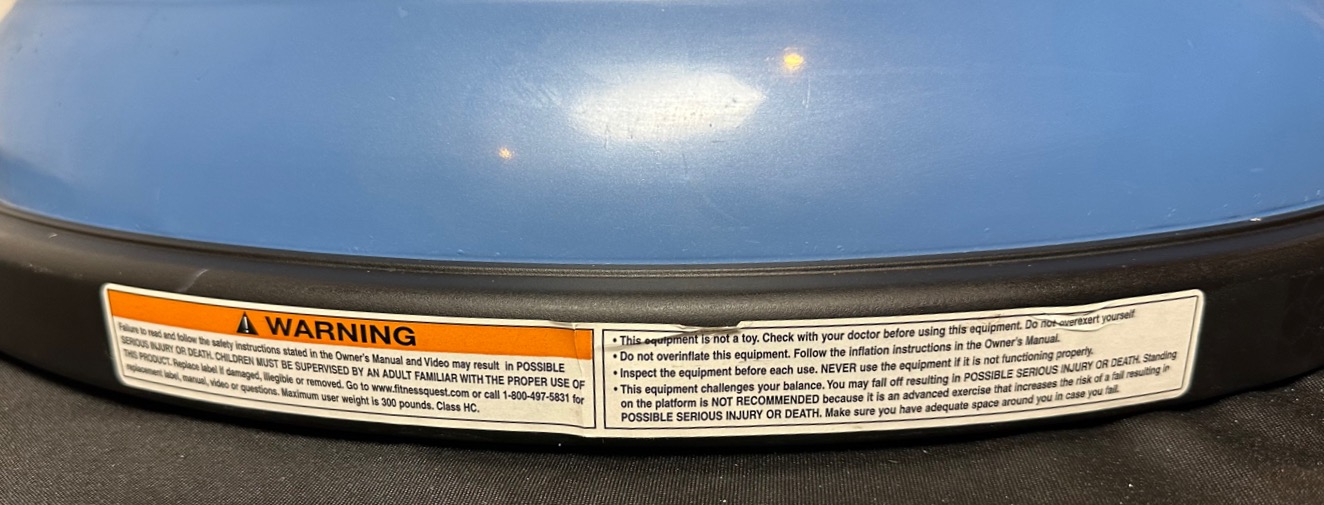 WARNING
Failure to read and follow the safety instructions stated in the Owner's Manual and Video may result in POSSIBLE
SERIOUS INJURY OR DEATH. CHILDREN MUST BE SUPERVISED BY AN ADULT FAMILIAR WITH THE PROPER USE OF
THIS PRODUCT. Replace label if damaged, illegible or removed. Go to www.fitnessquest.com or call 1-800-497-5831 for
replacement label, manual, video or questions. Maximum user weight is 300 pounds. Class HC.
• This equipment is not a toy. Check with your doctor before using this equipment. Do not overexert yourself.
• Do not overinflate this equipment. Follow the inflation instructions in the Owner's Manual.
• Inspect the equipment before each use. NEVER use the equipment if it is not functioning properly.
• This equipment challenges your balance. You may fall off resulting in POSSIBLE SERIOUS INJURY OR DEATH. Standing
on the platform is NOT RECOMMENDED because it is an advanced exercise that increases the risk of a fall resulting in
POSSIBLE SERIOUS INJURY OR DEATH. Make sure you have adequate space around you in case you fall.